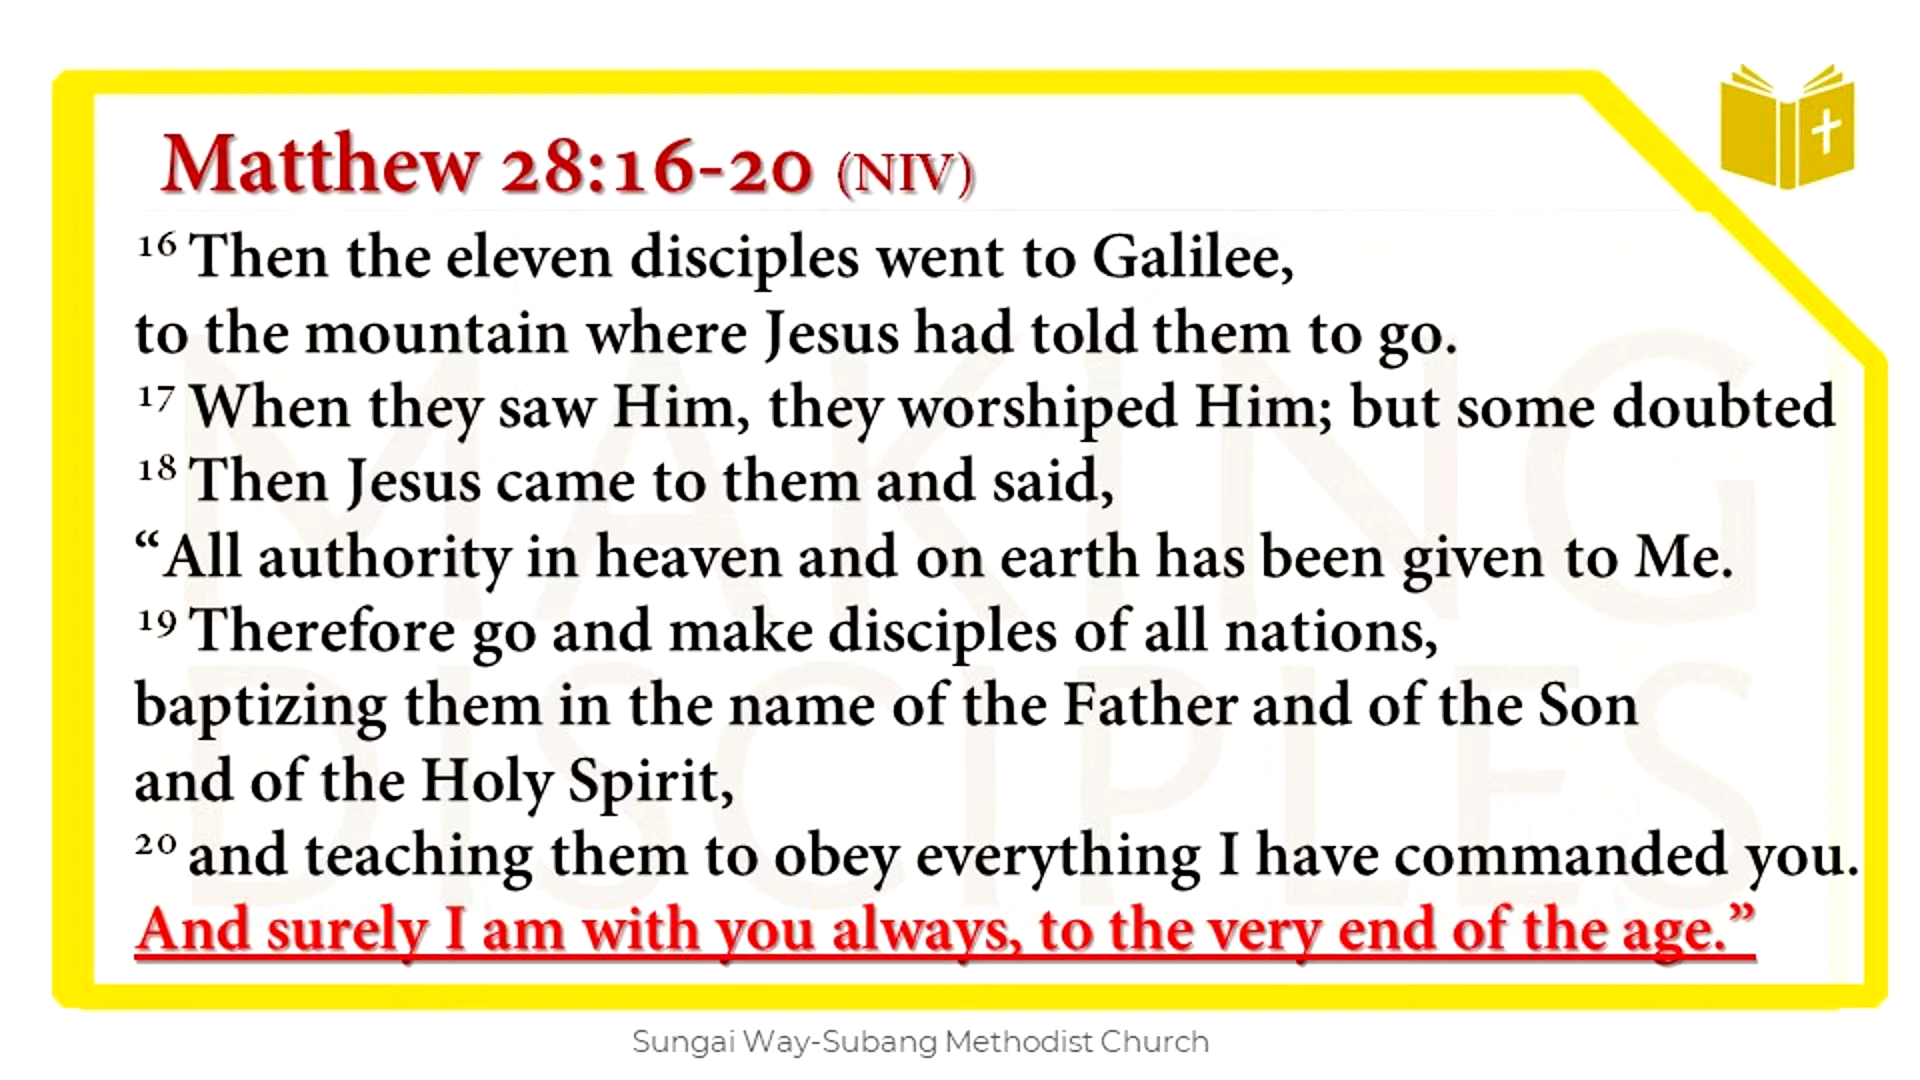 Matthew 28:16-20 (NIV)
16 Then the eleven disciples went to Galilee,
to the mountain where Jesus had told them to go.
17 When they saw Him, they worshiped Him; but some doubted
18 Then Jesus came to them and said,
“All authority in heaven and on earth has been given to Me.
19 Therefore go and make disciples of all nations,
baptizing them in the name of the Father and of the Son
and of the Holy Spirit,
20 and teaching them to obey everything I have commanded you.
And surely I am with you always, to the very end of the age.”
MAKING
DISCIPLES
Sungai Way-Subang Methodist Church